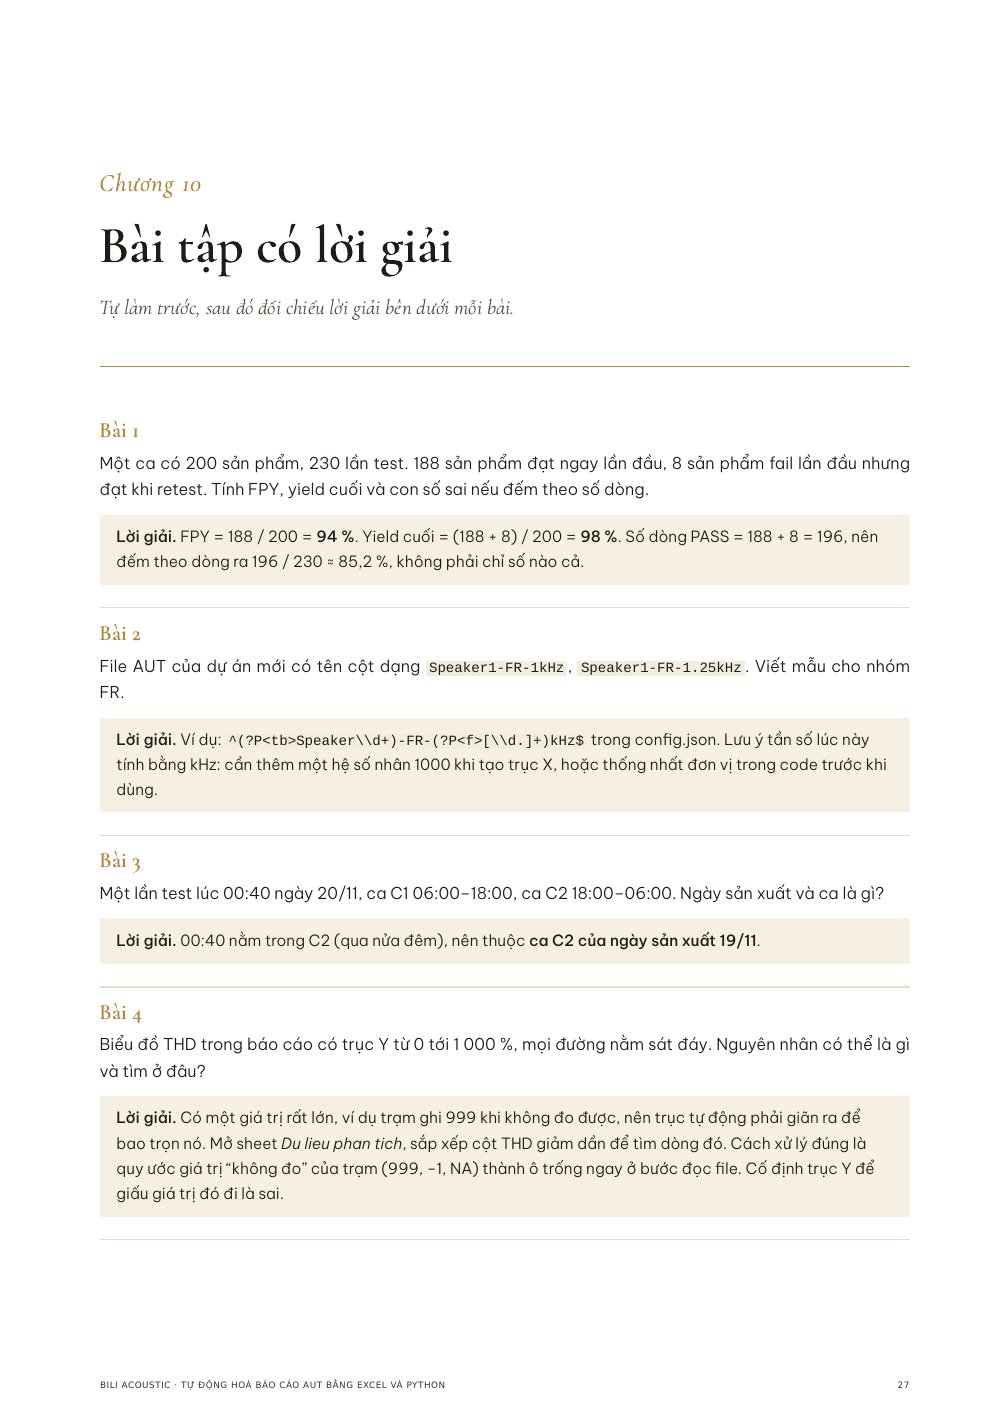 Chương 10
Bài tập có lời giải
Tự làm trước, sau đó đối chiếu lời giải bên dưới mỗi bài.
Bài 1
Một ca có 200 sản phẩm, 230 lần test. 188 sản phẩm đạt ngay lần đầu, 8 sản phẩm fail lần đầu nhưng
đạt khi retest. Tính FPY, yield cuối và con số sai nếu đếm theo số dòng.
Lời giải. FPY = 188 / 200 = 94 %. Yield cuối = (188 + 8) / 200 = 98 %. Số dòng PASS = 188 + 8 = 196, nên
đếm theo dòng ra 196 / 230 ≈ 85,2 %, không phải chỉ số nào cả.
Bài 2
File AUT của dự án mới có tên cột dạng Speaker1-FR-1kHz, Speaker1-FR-1.25kHz. Viết mẫu cho nhóm
FR.
Lời giải. Ví dụ: ^(?P<tb>Speaker\\d+)-FR-(?P<f>[\\d.]+)kHz$ trong config.json. Lưu ý tần số lúc này
tính bằng kHz: cần thêm một hệ số nhân 1000 khi tạo trục X, hoặc thống nhất đơn vị trong code trước khi
dùng.
Bài 3
Một lần test lúc 00:40 ngày 20/11, ca C1 06:00–18:00, ca C2 18:00–06:00. Ngày sản xuất và ca là gì?
Lời giải. 00:40 nằm trong C2 (qua nửa đêm), nên thuộc ca C2 của ngày sản xuất 19/11.
Bài 4
Biểu đồ THD trong báo cáo có trục Y từ 0 tới 1 000 %, mọi đường nằm sát đáy. Nguyên nhân có thể là gì
và tìm ở đâu?
Lời giải. Có một giá trị rất lớn, ví dụ trạm ghi 999 khi không đo được, nên trục tự động phải giãn ra để
bao trọn nó. Mở sheet Du lieu phan tich, sắp xếp cột THD giảm dần để tìm dòng đó. Cách xử lý đúng là
quy ước giá trị “không đo” của trạm (999, −1, NA) thành ô trống ngay ở bước đọc file. Cố định trục Y để
giấu giá trị đó đi là sai.
BILI ACOUSTIC · TỰ ĐỘNG HOÁ BÁO CÁO AUT BẰNG EXCEL VÀ PYTHON
27